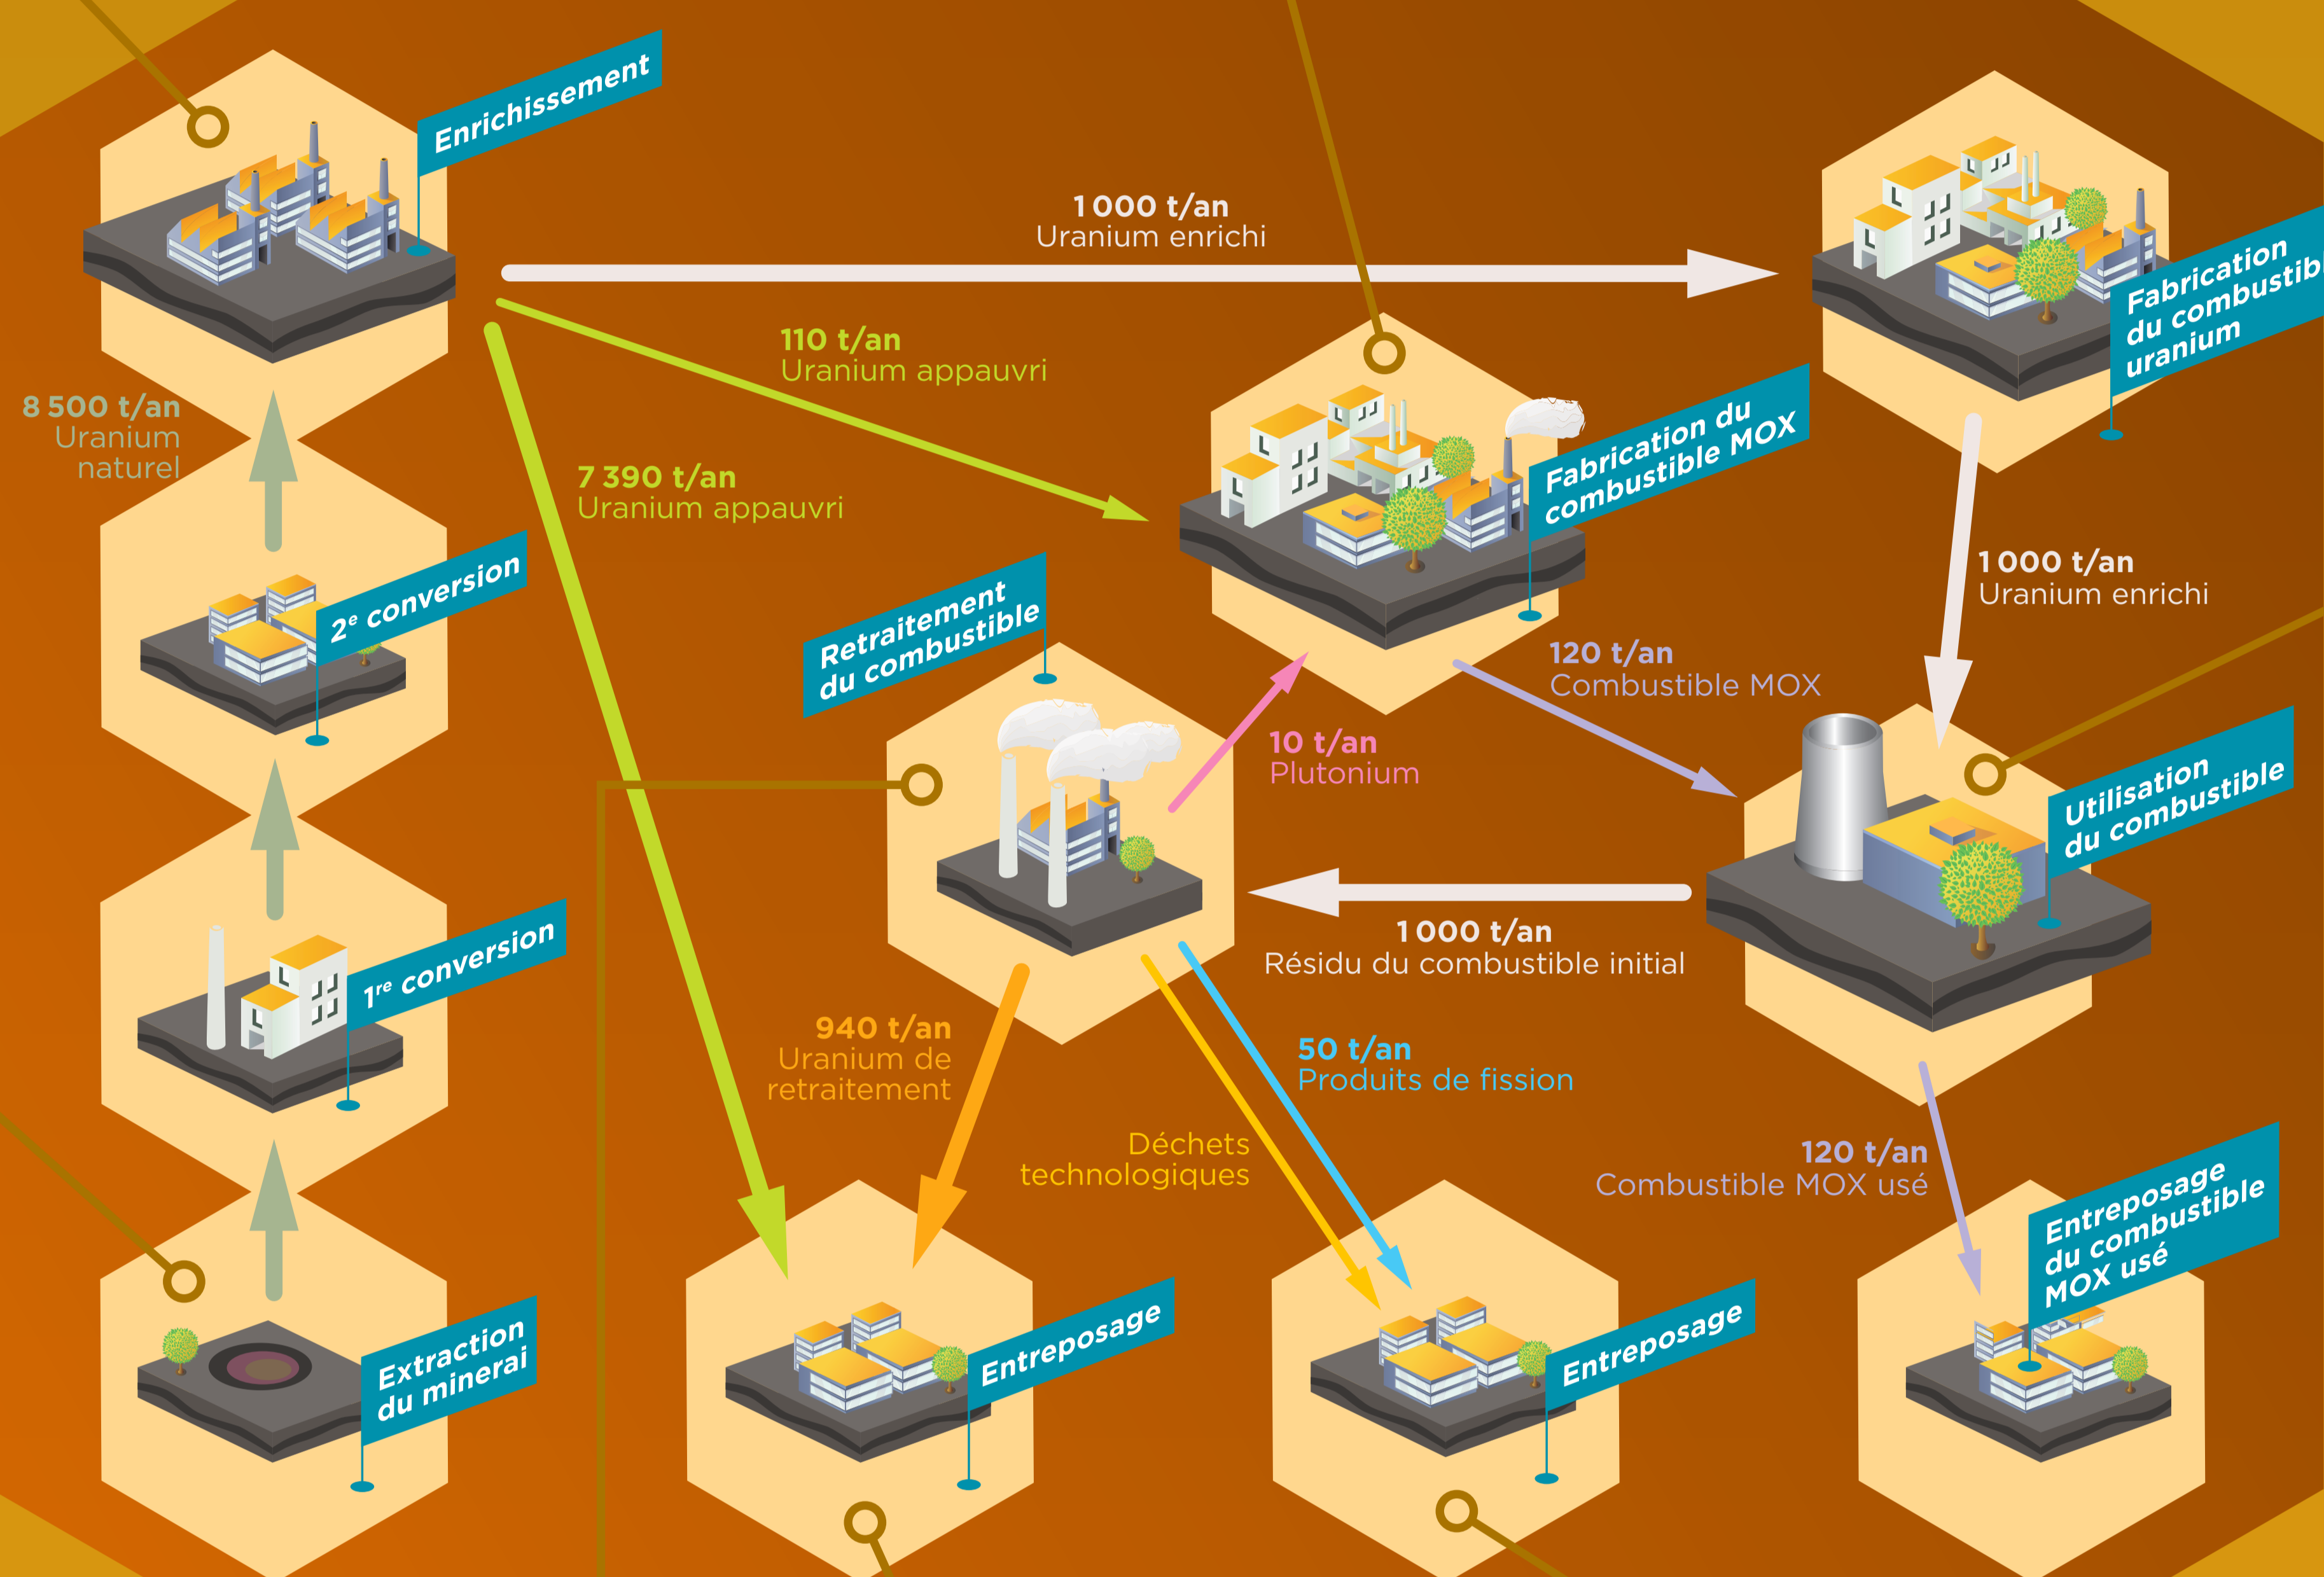 Enrichissement
1 000 t/an
Uranium enrichi
Fabrication
du combustib
uranium
110 t/an
Uranium appauvri
8 500 t/an
Uranium
naturel
7 390 t/an
Uranium appauvri
Fabrication du
combustible MOX
2e conversion
Retraitement
du combustible
1 000 t/an
Uranium enrichi
120 t/an
Combustible MOX
10 t/an
Plutonium
Utilisation
du combustible
1re conversion
1 000 t/an
Résidu du combustible initial
940 t/an
Uranium de
retraitement
50 t/an
Produits de fission
Déchets
technologiques
120 t/an
Combustible MOX usé
Entreposage
du combustible
MOX usé
Extraction
du minerai
Entreposage
Entreposage